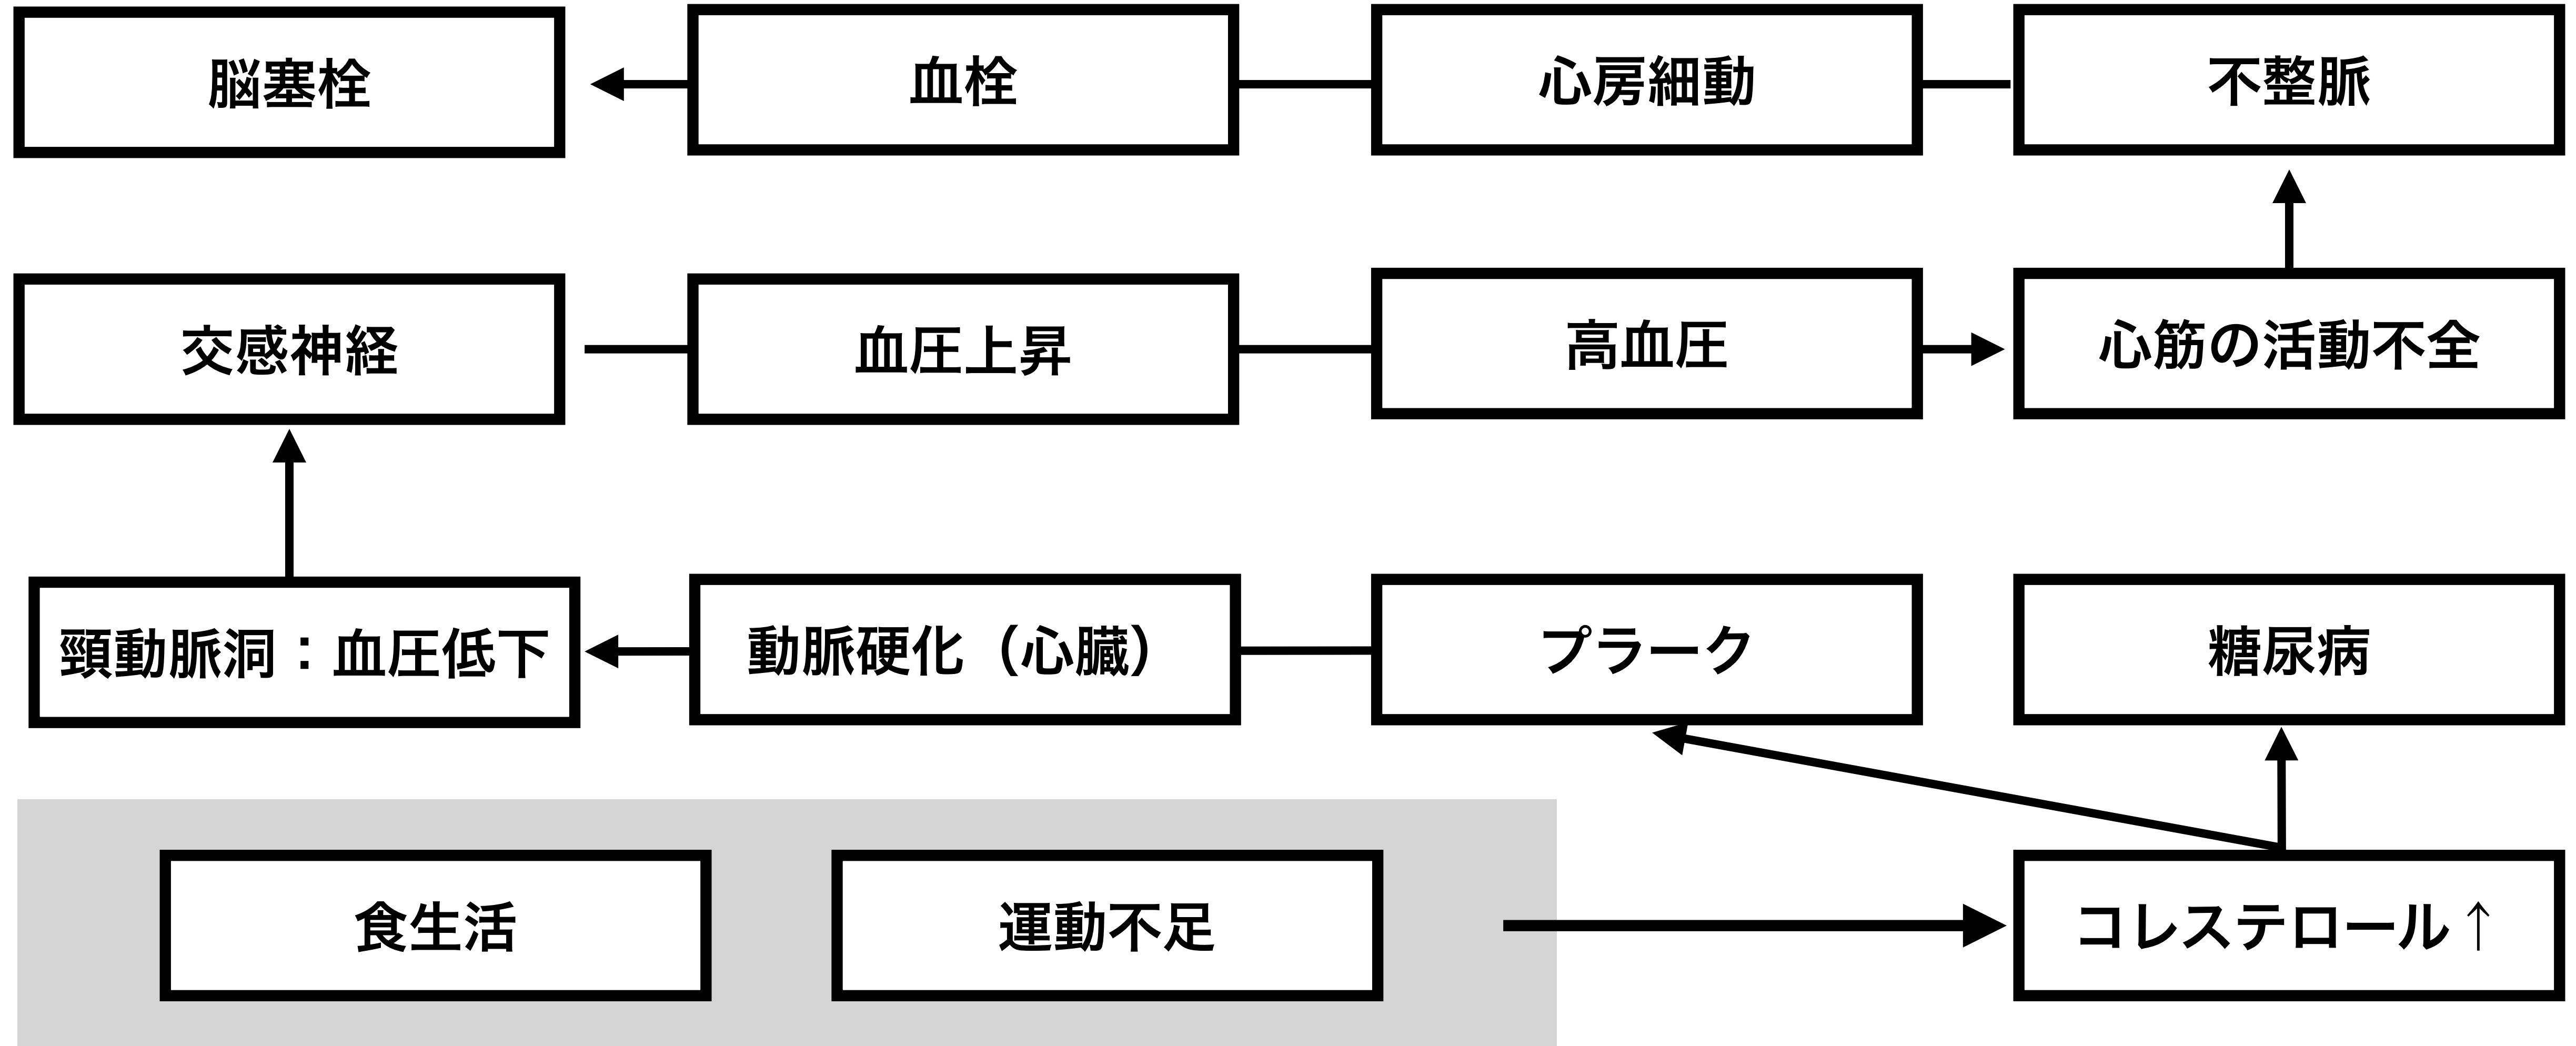 脳塞栓
血栓
心房細動
不整脈
交感神経
血圧上昇
高血圧
心筋の活動不全
頸動脈洞：血圧低下
動脈硬化（心臓）
プラーク
糖尿病
食生活
運動不足
コレステロール↑